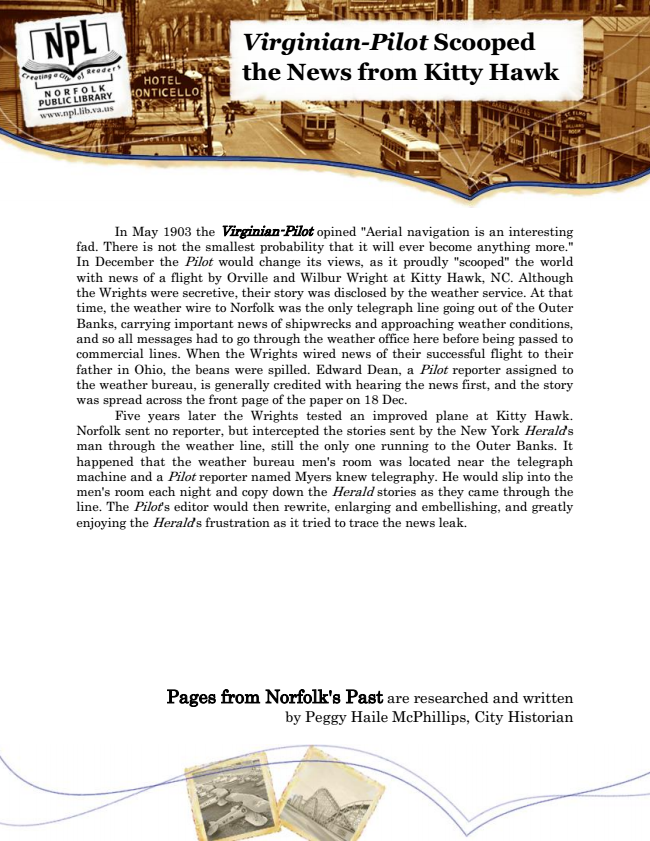 NPL
Creating a City of Readers
NORFOLK
PUBLIC LIBRARY
www.npl.lib.va.us
HOTEL
MONTICELLO
Virginian-Pilot Scooped
the News from Kitty Hawk
In May 1903 the Virginian-Pilot opined "Aerial navigation is an interesting
fad. There is not the smallest probability that it will ever become anything more."
In December the Pilot would change its views, as it proudly "scooped" the world
with news of a flight by Orville and Wilbur Wright at Kitty Hawk, NC. Although
the Wrights were secretive, their story was disclosed by the weather service. At that
time, the weather wire to Norfolk was the only telegraph line going out of the Outer
Banks, carrying important news of shipwrecks and approaching weather conditions,
and so all messages had to go through the weather office here before being passed to
commercial lines. When the Wrights wired news of their successful flight to their
father in Ohio, the beans were spilled. Edward Dean, a Pilot reporter assigned to
the weather bureau, is generally credited with hearing the news first, and the story
was spread across the front page of the paper on 18 Dec.
Five years later the Wrights tested an improved plane at Kitty Hawk.
Norfolk sent no reporter, but intercepted the stories sent by the New York Herald's
man through the weather line, still the only one running to the Outer Banks. It
happened that the weather bureau men's room was located near the telegraph
machine and a Pilot reporter named Myers knew telegraphy. He would slip into the
men's room each night and copy down the Herald stories as they came through the
line. The Pilot's editor would then rewrite, enlarging and embellishing, and greatly
enjoying the Herald's frustration as it tried to trace the news leak.
Pages from Norfolk's Past are researched and written
by Peggy Haile McPhillips, City Historian